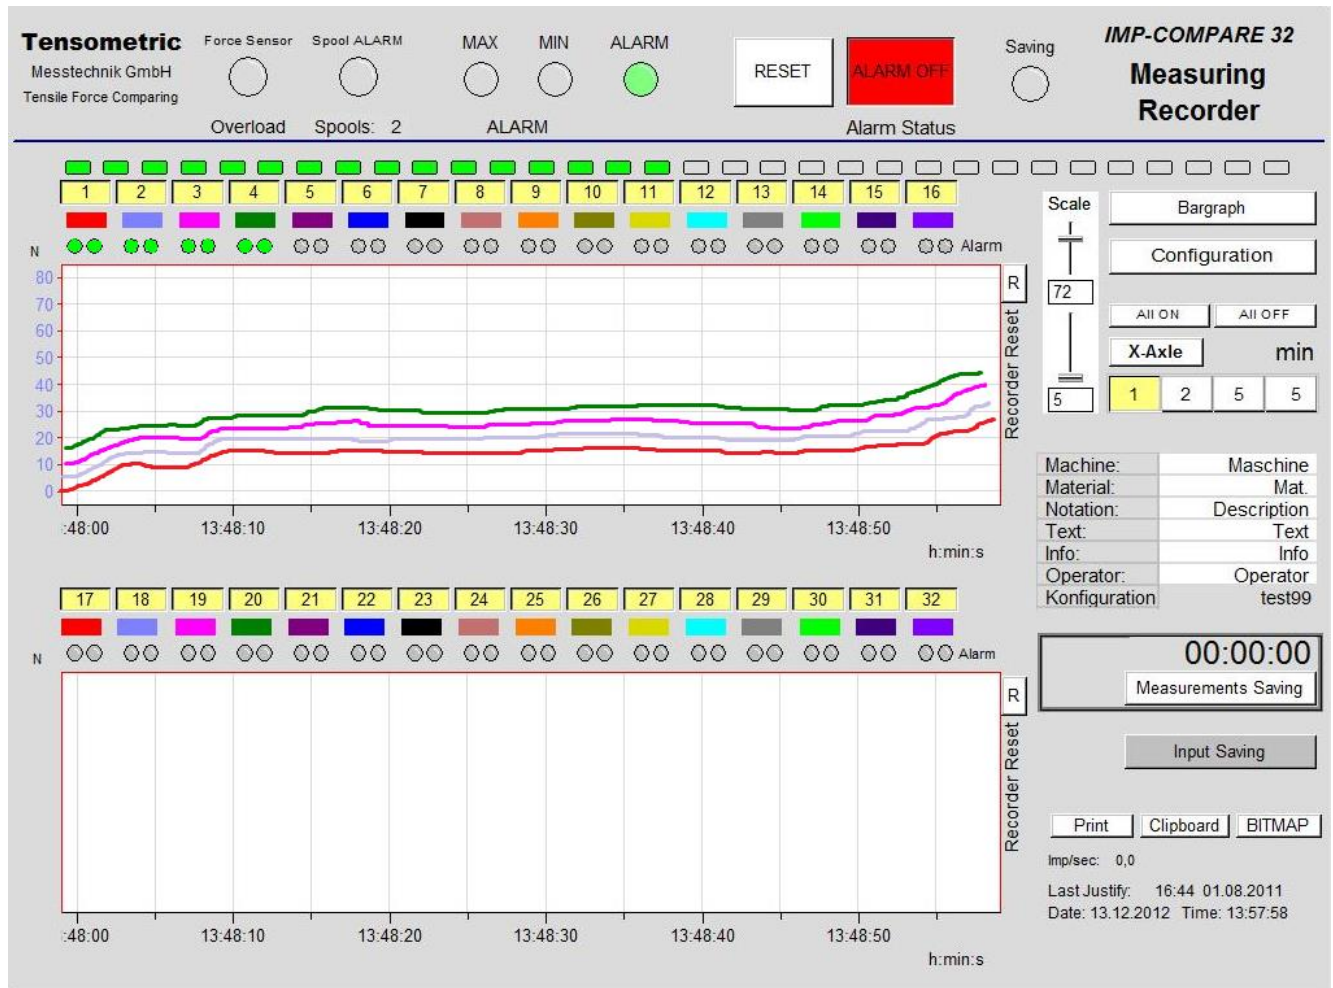 Tensometric
Messtechnik GmbH
Tensile Force Comparing
Force Sensor Spool ALARM MAX MIN ALARM
Overload Spools: 2 ALARM
RESET ALARM OFF
Alarm Status
Saving
IMP-COMPARE 32
Measuring
Recorder
1 2 3 4 5 6 7 8 9 10 11 12 13 14 15 16
N Alarm
80
70
60
50
40
30
20
10
0
:48:00 13:48:10 13:48:20 13:48:30 13:48:40 13:48:50
h:min:s
R
Recorder Reset
Scale
72
5
Bargraph
Configuration
All ON All OFF
X-Axle min
1 2 5 5
Machine: Maschine
Material: Mat.
Notation: Description
Text: Text
Info: Info
Operator: Operator
Konfiguration test99
17 18 19 20 21 22 23 24 25 26 27 28 29 30 31 32
N Alarm
R
Recorder Reset
:48:00 13:48:10 13:48:20 13:48:30 13:48:40 13:48:50
h:min:s
00:00:00
Measurements Saving
Input Saving
Print Clipboard BITMAP
Imp/sec: 0,0
Last Justify: 16:44 01.08.2011
Date: 13.12.2012 Time: 13:57:58